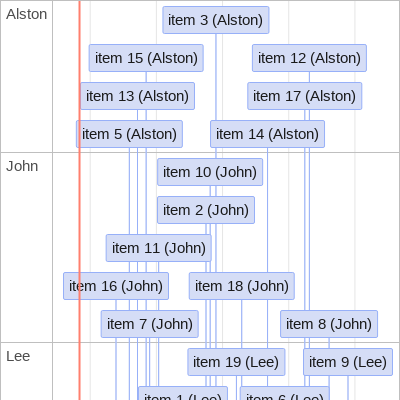 Alston
item 3 (Alston)
item 15 (Alston)
item 12 (Alston)
item 13 (Alston)
item 17 (Alston)
item 5 (Alston)
item 14 (Alston)
John
item 10 (John)
item 2 (John)
item 11 (John)
item 16 (John)
item 18 (John)
item 7 (John)
item 8 (John)
Lee
item 19 (Lee)
item 9 (Lee)
item 1 (Lee)
item 6 (Lee)